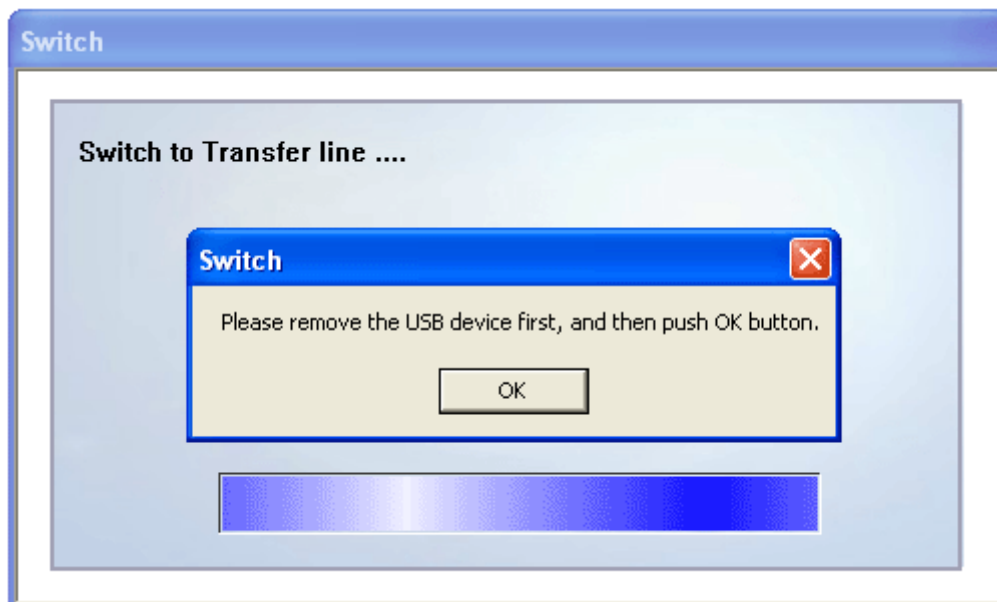 Switch
Switch to Transfer line ....
Switch
Please remove the USB device first, and then push OK button.
OK